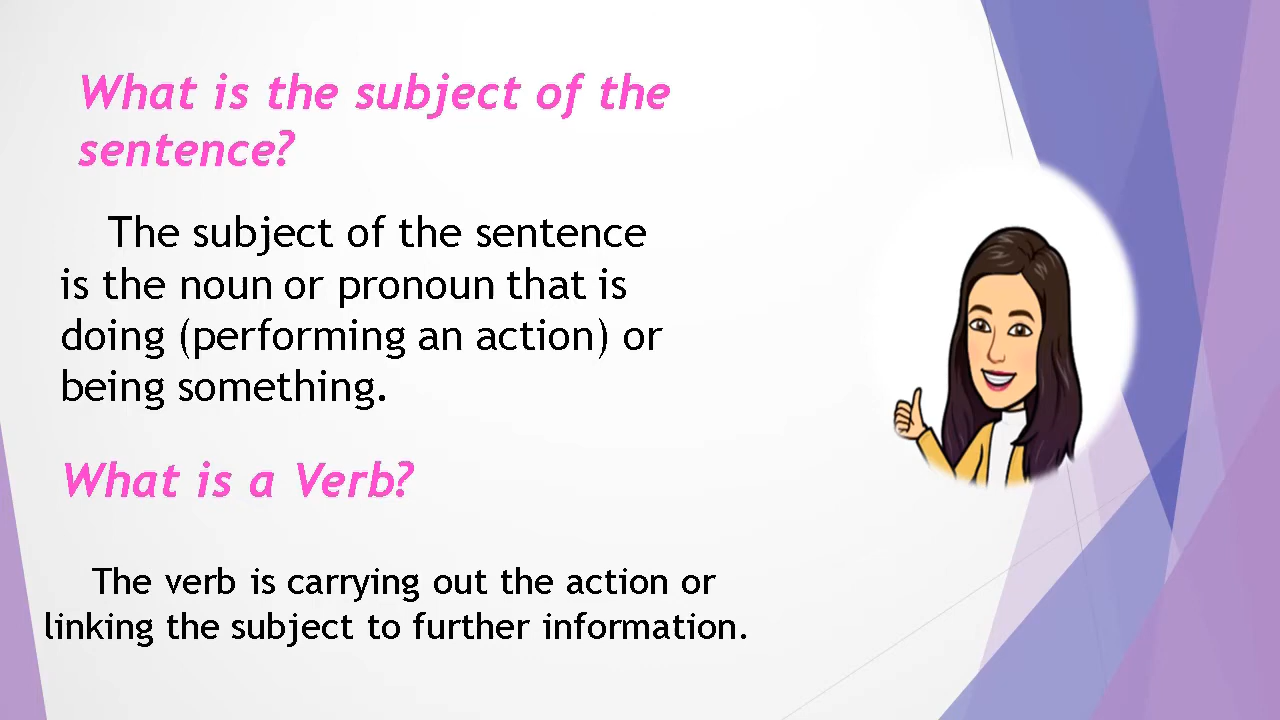 What is the subject of the
sentence?
The subject of the sentence
is the noun or pronoun that is
doing (performing an action) or
being something.
What is a Verb?
The verb is carrying out the action or
linking the subject to further information.